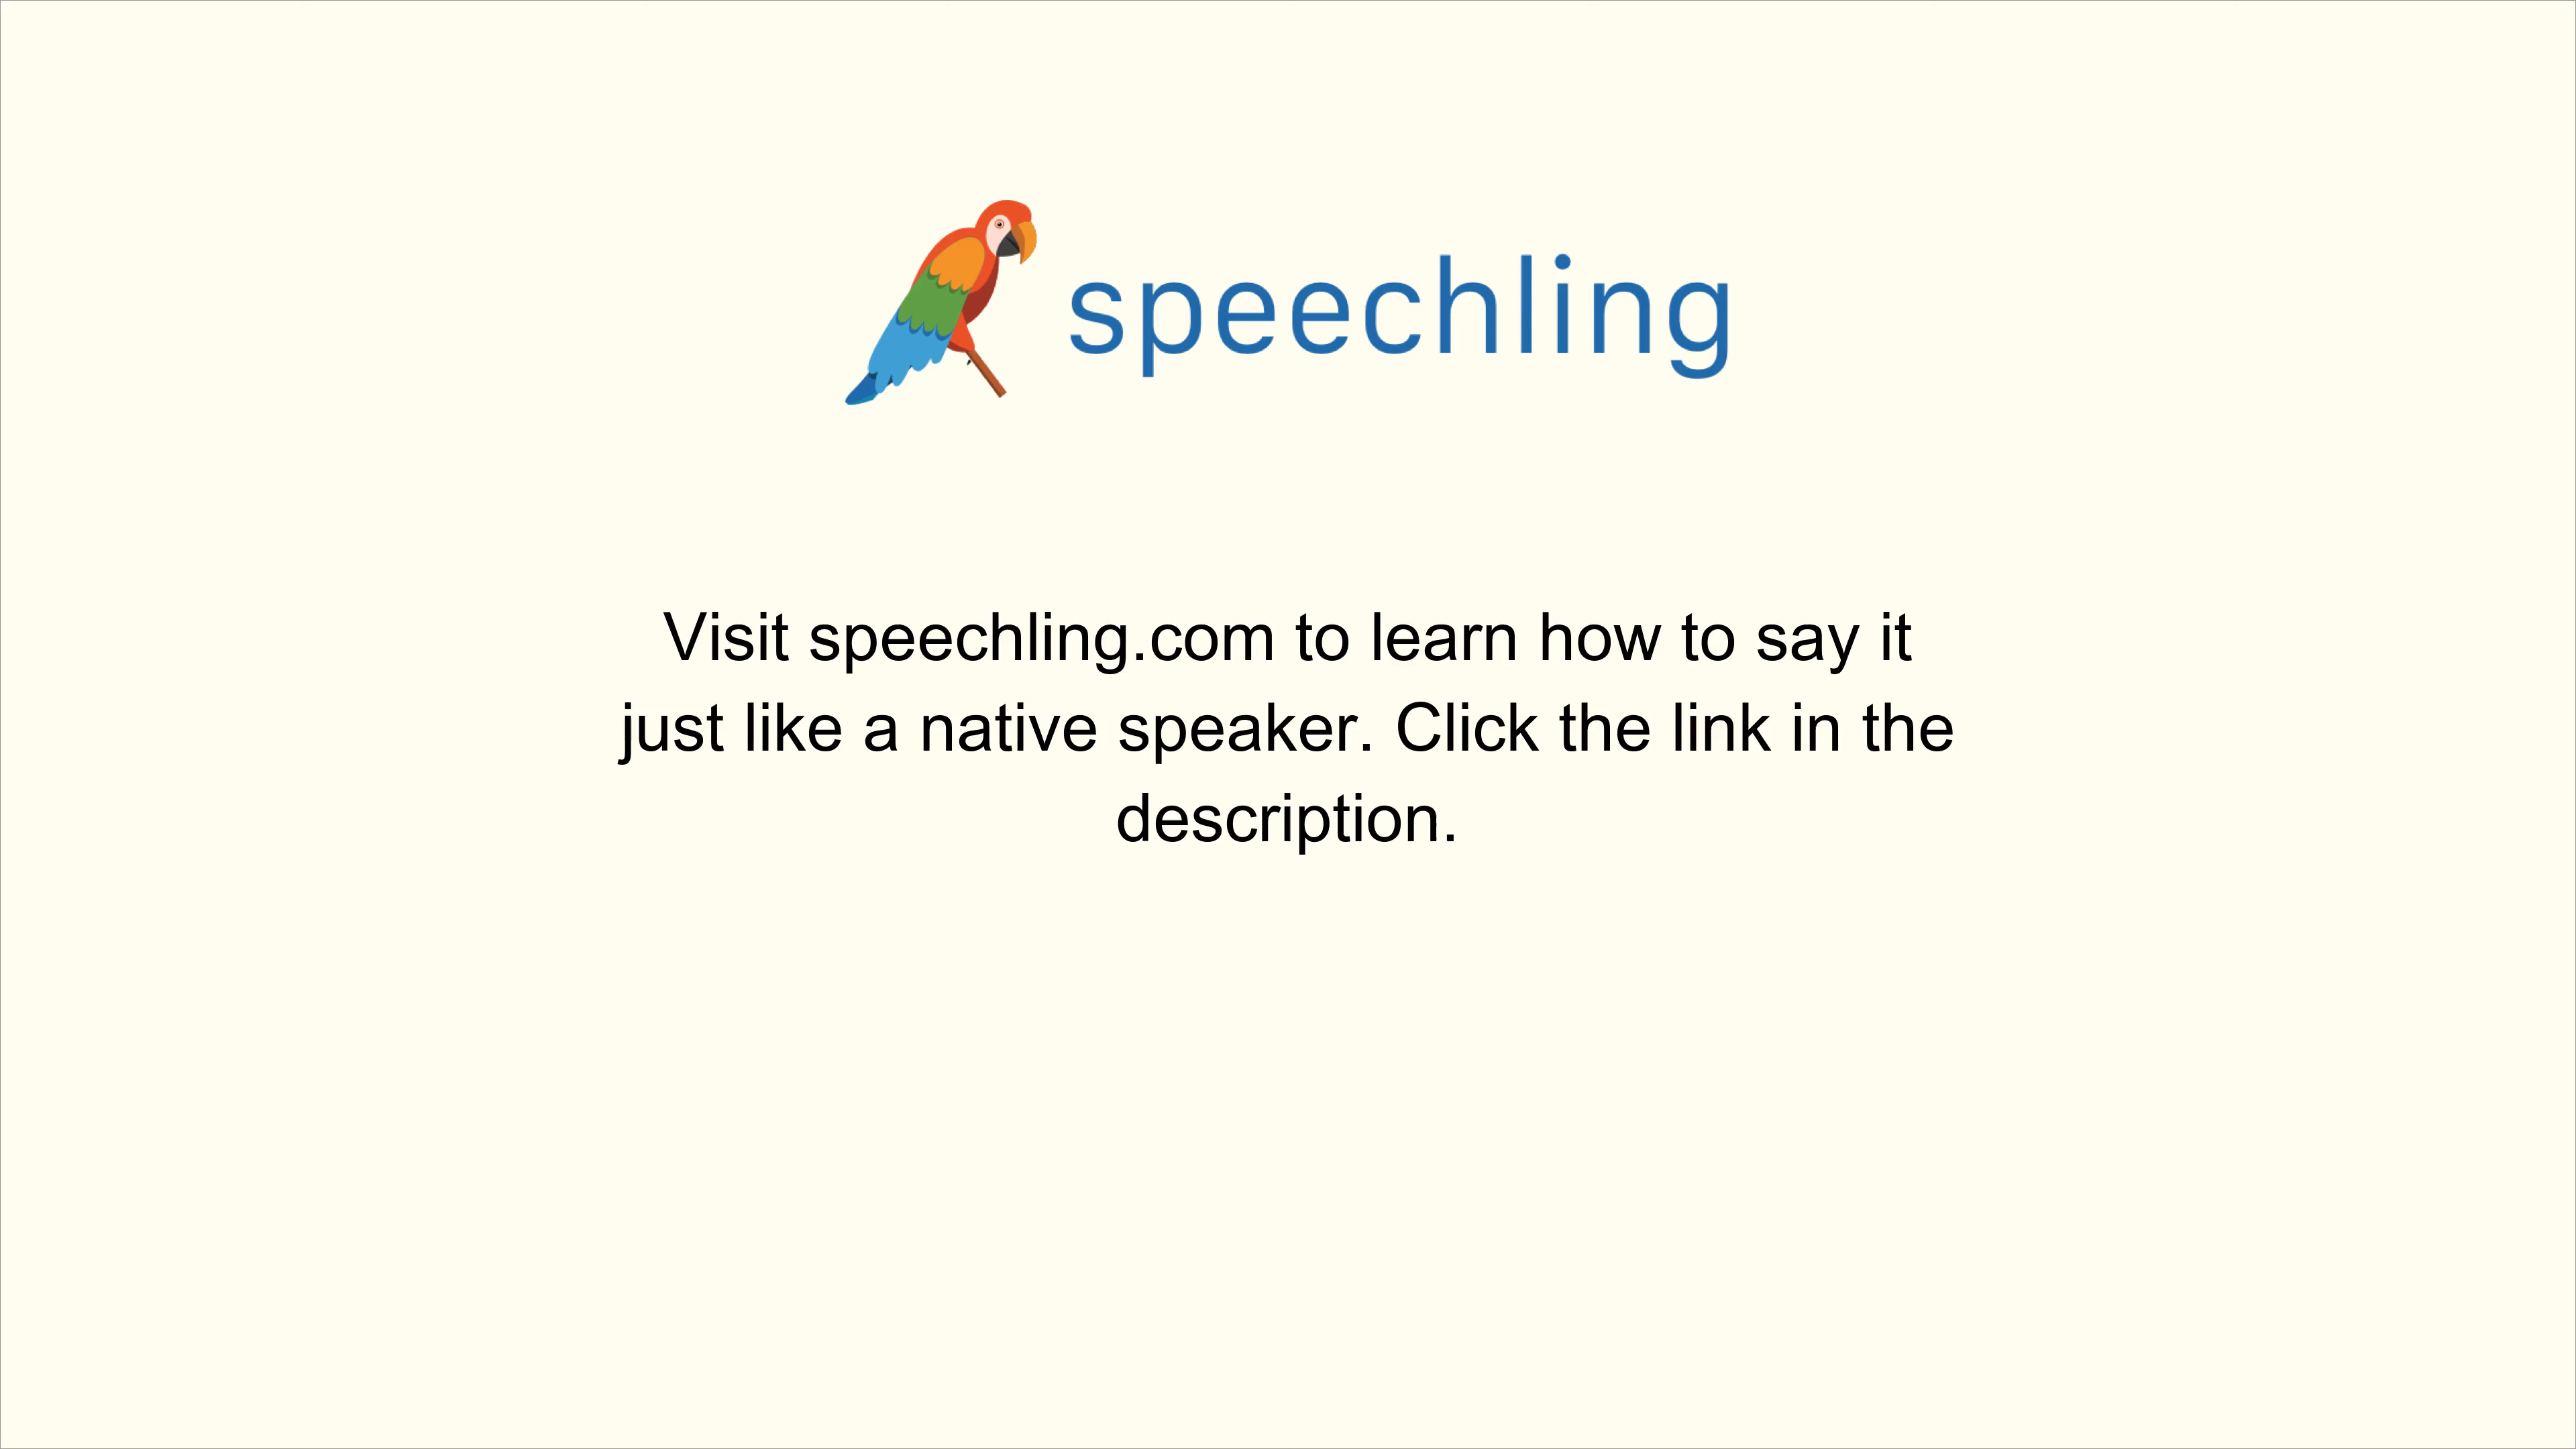 speechling
Visit speechling.com to learn how to say it
just like a native speaker. Click the link in the
description.